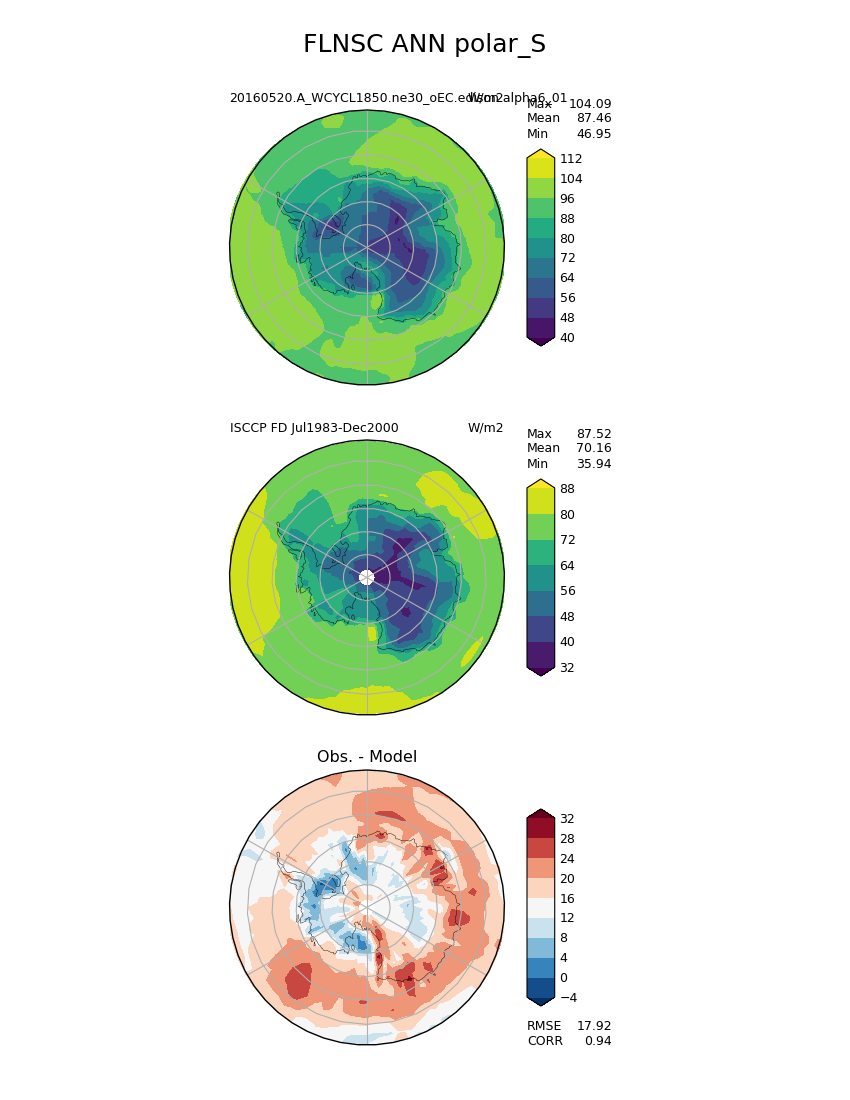 FLNSC ANN polar_S
20160520.A_WCYCL1850.ne30_oEC.edison.alpha6_01 W/m2
Max 104.09
Mean 87.46
Min 46.95
112
104
96
88
80
72
64
56
48
40
ISCCP FD Jul1983-Dec2000 W/m2
Max 87.52
Mean 70.16
Min 35.94
88
80
72
64
56
48
40
32
Obs. - Model
32
28
24
20
16
12
8
4
0
−4
RMSE 17.92
CORR 0.94